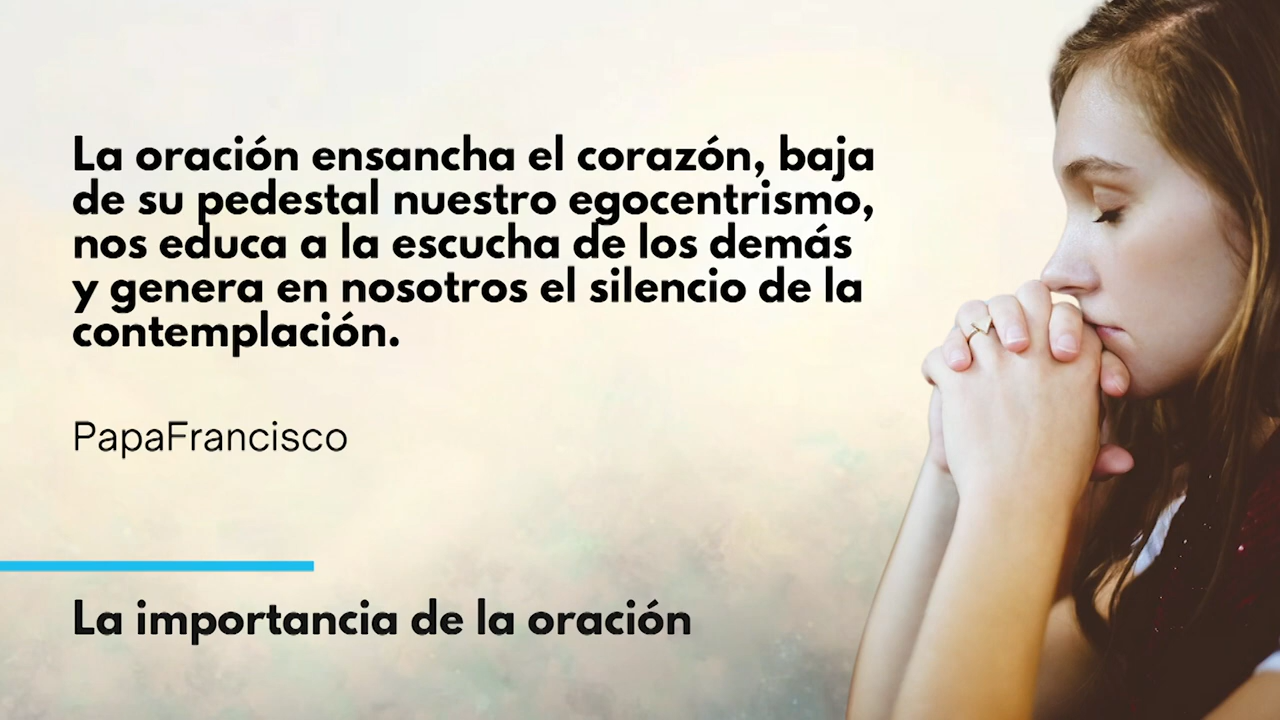 La oración ensancha el corazón, baja
de su pedestal nuestro egocentrismo,
nos educa a la escucha de los demás
y genera en nosotros el silencio de la
contemplación.
PapaFrancisco
La importancia de la oración